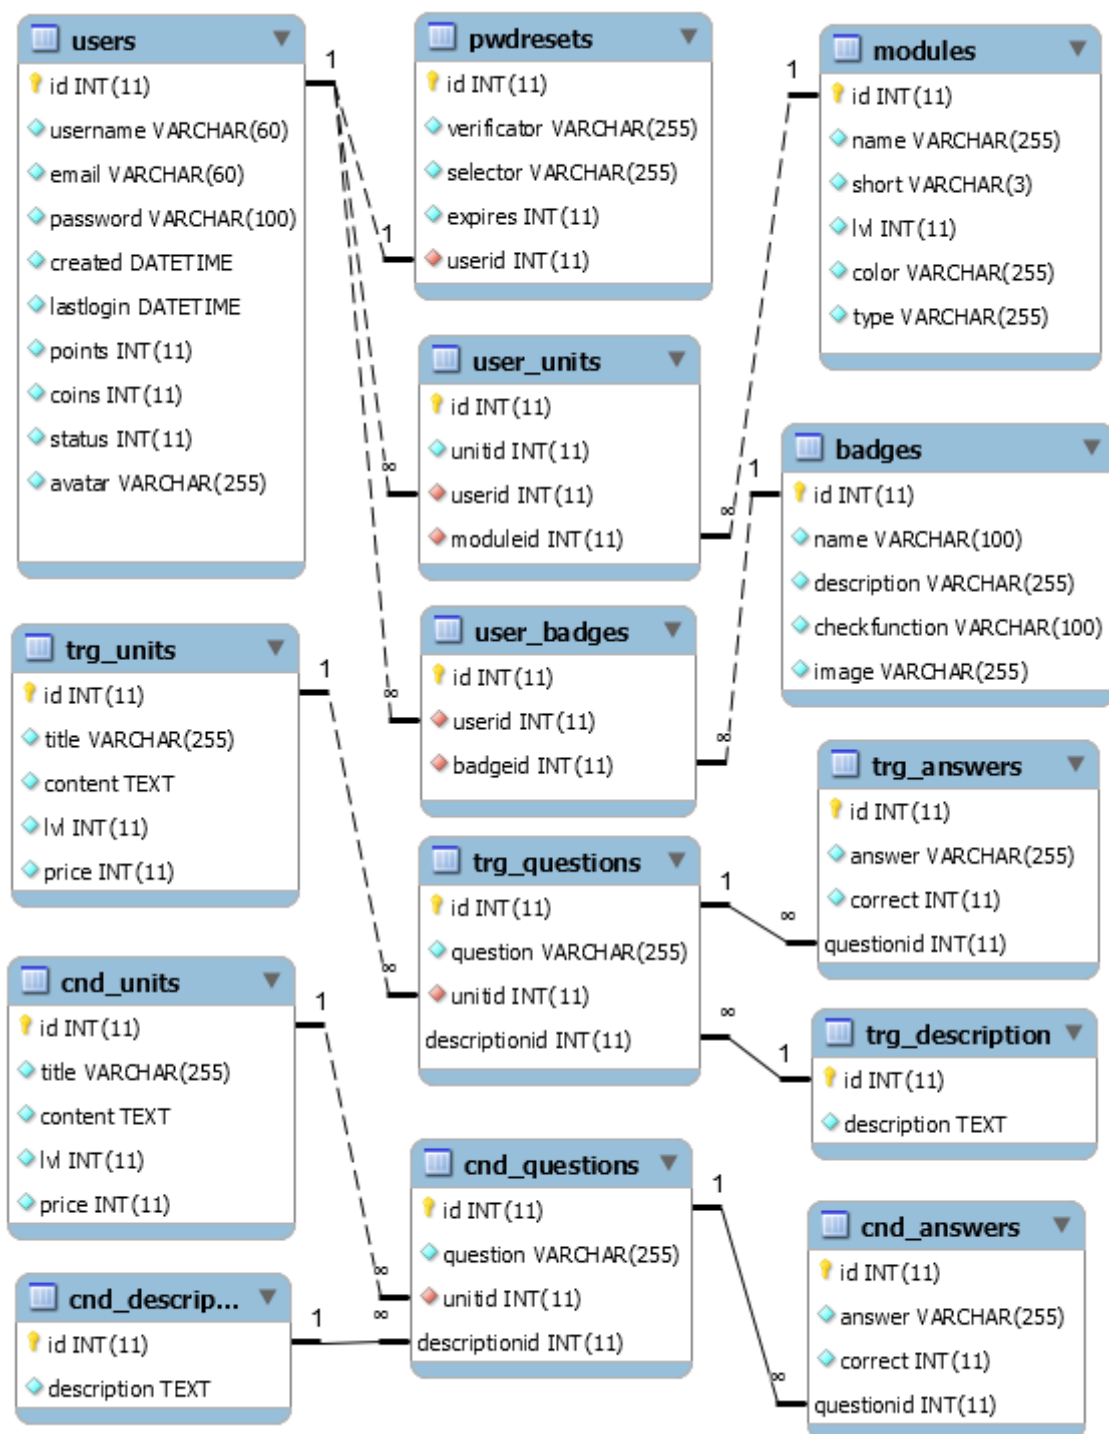 users
id INT(11)
username VARCHAR(60)
email VARCHAR(60)
password VARCHAR(100)
created DATETIME
lastlogin DATETIME
points INT(11)
coins INT(11)
status INT(11)
avatar VARCHAR(255)
1
1
pwdresets
id INT(11)
verificator VARCHAR(255)
selector VARCHAR(255)
expires INT(11)
userid INT(11)
1
modules
id INT(11)
name VARCHAR(255)
short VARCHAR(3)
lvl INT(11)
color VARCHAR(255)
type VARCHAR(255)
∞
user_units
id INT(11)
unitid INT(11)
userid INT(11)
moduleid INT(11)
∞
1
badges
id INT(11)
name VARCHAR(100)
description VARCHAR(255)
checkfunction VARCHAR(100)
image VARCHAR(255)
∞
user_badges
id INT(11)
userid INT(11)
badgeid INT(11)
∞
trg_units
id INT(11)
title VARCHAR(255)
content TEXT
lvl INT(11)
price INT(11)
1
∞
trg_questions
id INT(11)
question VARCHAR(255)
unitid INT(11)
descriptionid INT(11)
1
∞
trg_answers
id INT(11)
answer VARCHAR(255)
correct INT(11)
questionid INT(11)
∞
1
trg_description
id INT(11)
description TEXT
cnd_units
id INT(11)
title VARCHAR(255)
content TEXT
lvl INT(11)
price INT(11)
1
∞
cnd_descrip...
id INT(11)
description TEXT
1
∞
cnd_questions
id INT(11)
question VARCHAR(255)
unitid INT(11)
descriptionid INT(11)
1
∞
cnd_answers
id INT(11)
answer VARCHAR(255)
correct INT(11)
questionid INT(11)